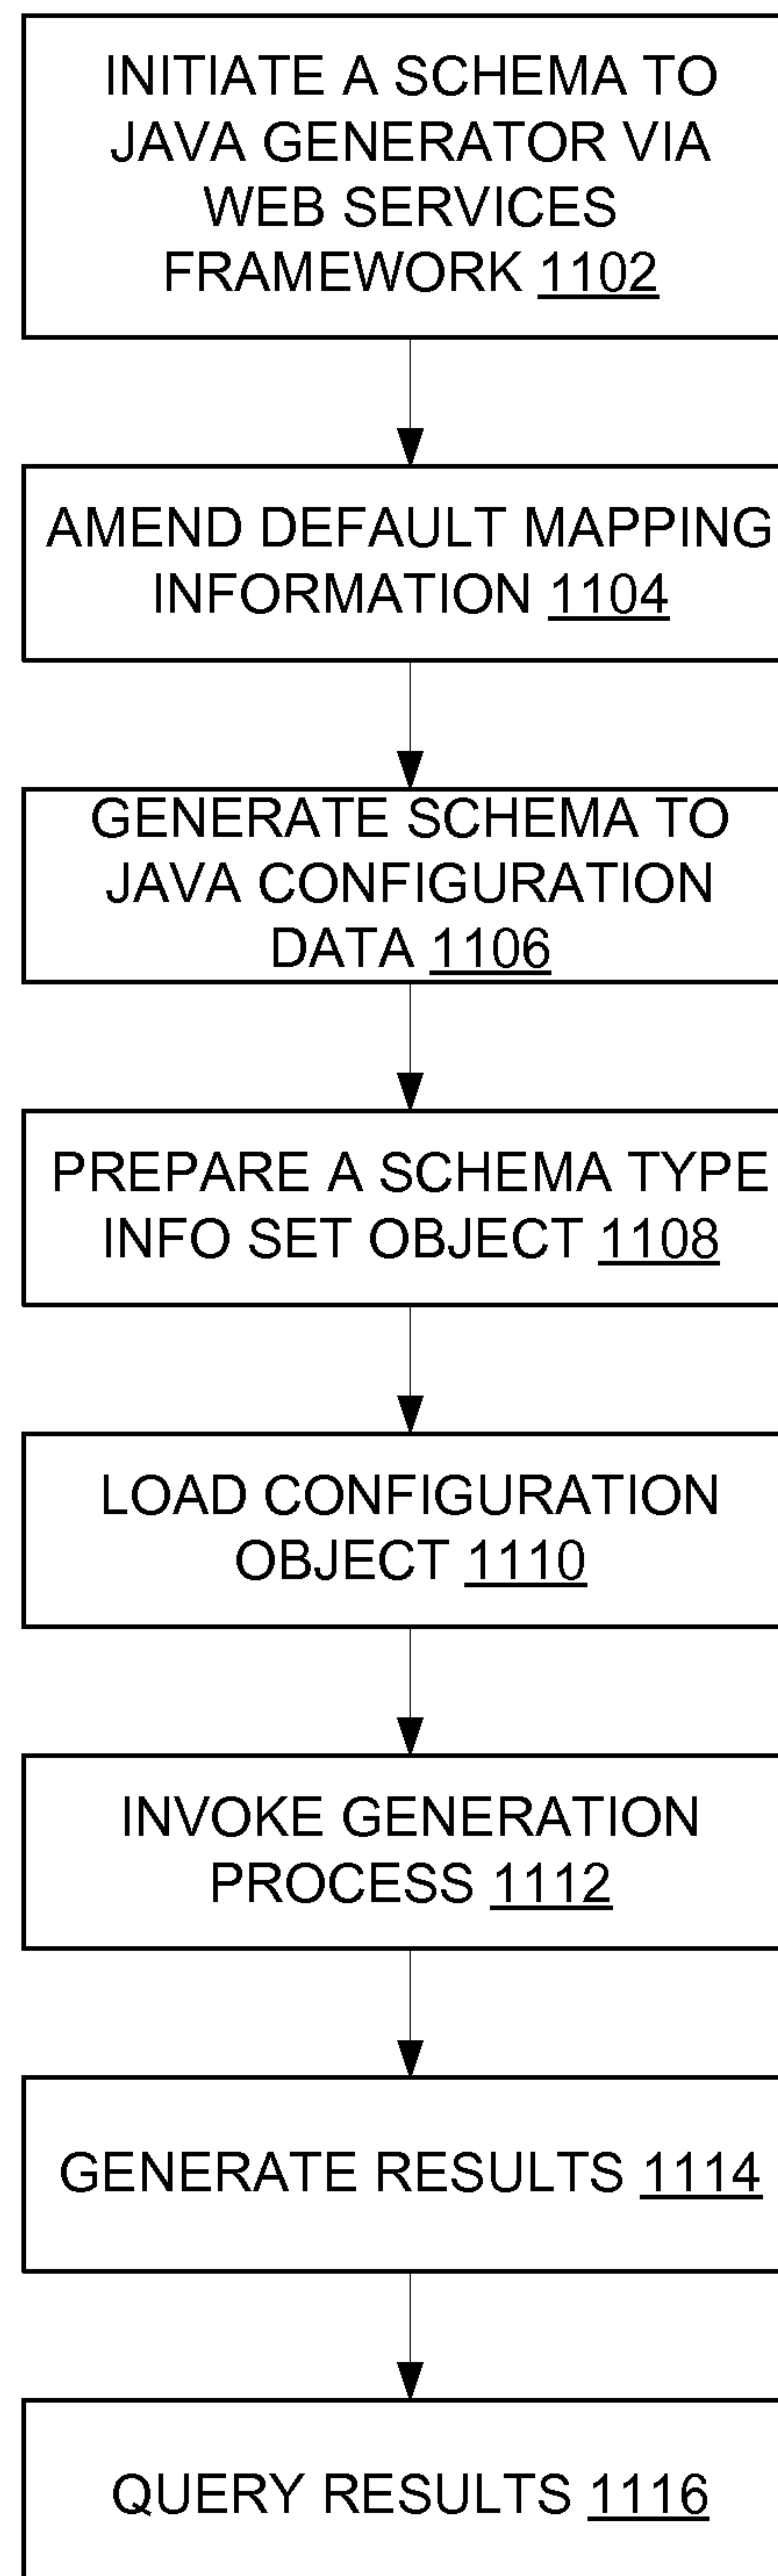 INITIATE A SCHEMA TO
JAVA GENERATOR VIA
WEB SERVICES
FRAMEWORK 1102
AMEND DEFAULT MAPPING
INFORMATION 1104
GENERATE SCHEMA TO
JAVA CONFIGURATION
DATA 1106
PREPARE A SCHEMA TYPE
INFO SET OBJECT 1108
LOAD CONFIGURATION
OBJECT 1110
INVOKE GENERATION
PROCESS 1112
GENERATE RESULTS 1114
QUERY RESULTS 1116